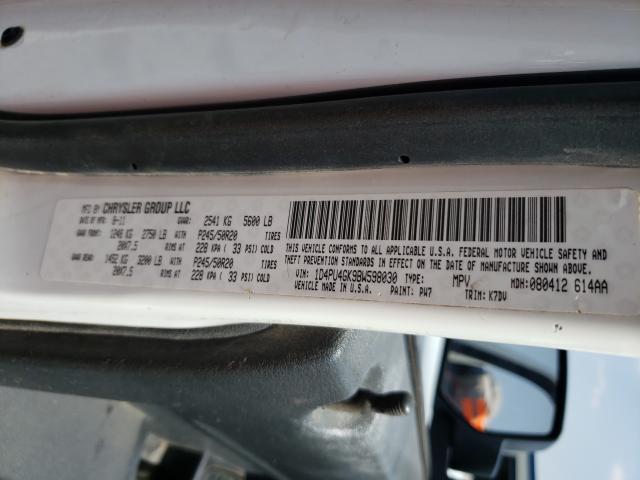 MFD BY CHRYSLER GROUP LLC
DATE OF MFR 8-11 GVWR: 2541 KG 5600 LB
GAWR FRONT: 1248 KG 2750 LB WITH P245/50R20 TIRES
20X7.5 RIMS AT 228 KPA ( 33 PSI) COLD
GAWR REAR: 1452 KG 3200 LB WITH P245/50R20 TIRES
20X7.5 RIMS AT 228 KPA ( 33 PSI) COLD
THIS VEHICLE CONFORMS TO ALL APPLICABLE U.S.A. FEDERAL MOTOR VEHICLE SAFETY, BUMPER, AND
THEFT PREVENTION STANDARDS IN EFFECT ON THE DATE OF MANUFACTURE SHOWN ABOVE.
VIN: 1D4PU4GK9BW598030 TYPE: MPV MDH: 080412 614AA
VEHICLE MADE IN U.S.A. PAINT: PW7 TRIM: K7DV